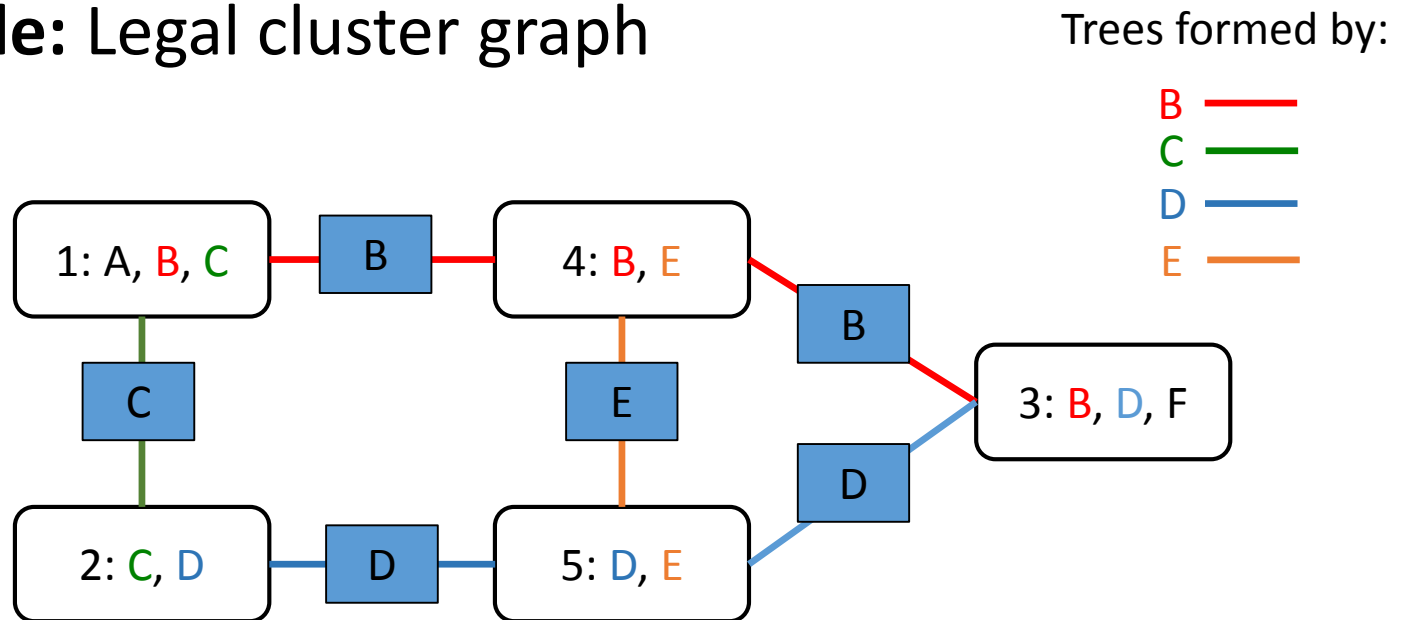 le: Legal cluster graph
Trees formed by:
B
C
D
E
1: A, B, C
B
4: B, E
B
C
E
3: B, D, F
D
2: C, D
D
5: D, E